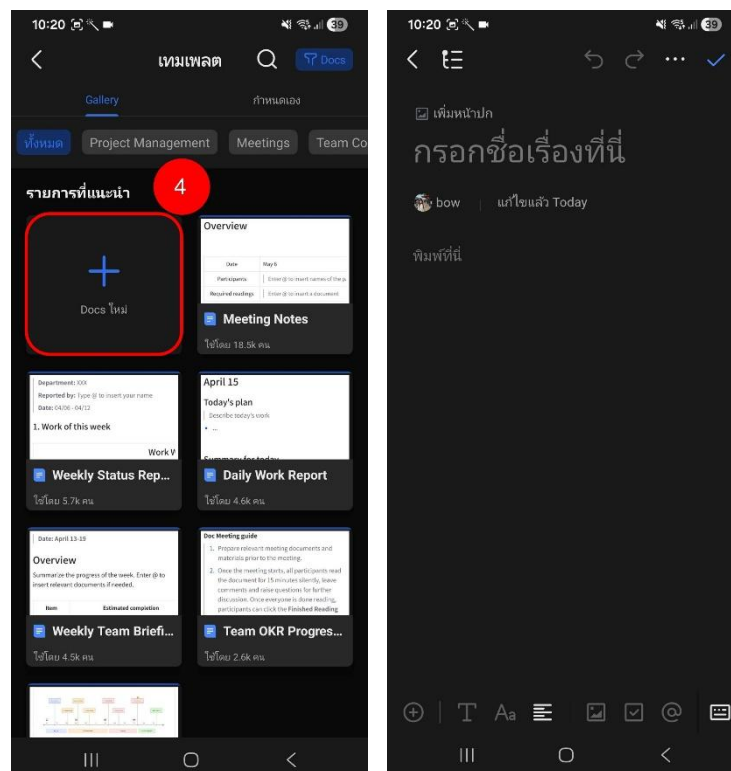 10:20
39
เทมเพลต
Docs
Gallery
กำหนดเอง
ทั้งหมด
Project Management
Meetings
Team Co
รายการที่แนะนำ
4
Docs ใหม่
Overview
Date
May 6
Participants
Enter @ to insert names of the p
Required readings
Enter @ to insert a document
Meeting Notes
ใช้โดย 18.5k คน
Department: XXX
Reported by: Type @ to insert your name
Date: 04/06 - 04/12
1. Work of this week
Work W
Weekly Status Rep...
ใช้โดย 5.7k คน
April 15
Today's plan
Describe today's work
...
Summary for today
Daily Work Report
ใช้โดย 4.6k คน
Date: April 13-19
Overview
Summarize the progress of the week. Enter @ to
insert relevant documents if needed.
Item
Estimated completion
Weekly Team Briefi...
ใช้โดย 4.5k คน
Doc Meeting guide
1. Prepare relevant meeting documents and
materials prior to the meeting.
2. Once the meeting starts, all participants read
the document for 15 minutes silently, leave
comments and raise questions for further
discussion. Once everyone is done reading,
participants can click the Finished Reading
Team OKR Progres...
ใช้โดย 2.6k คน
10:20
39
เพิ่มหน้าปก
กรอกชื่อเรื่องที่นี่
bow
แก้ไขแล้ว Today
พิมพ์ที่นี่
T
Aa
@